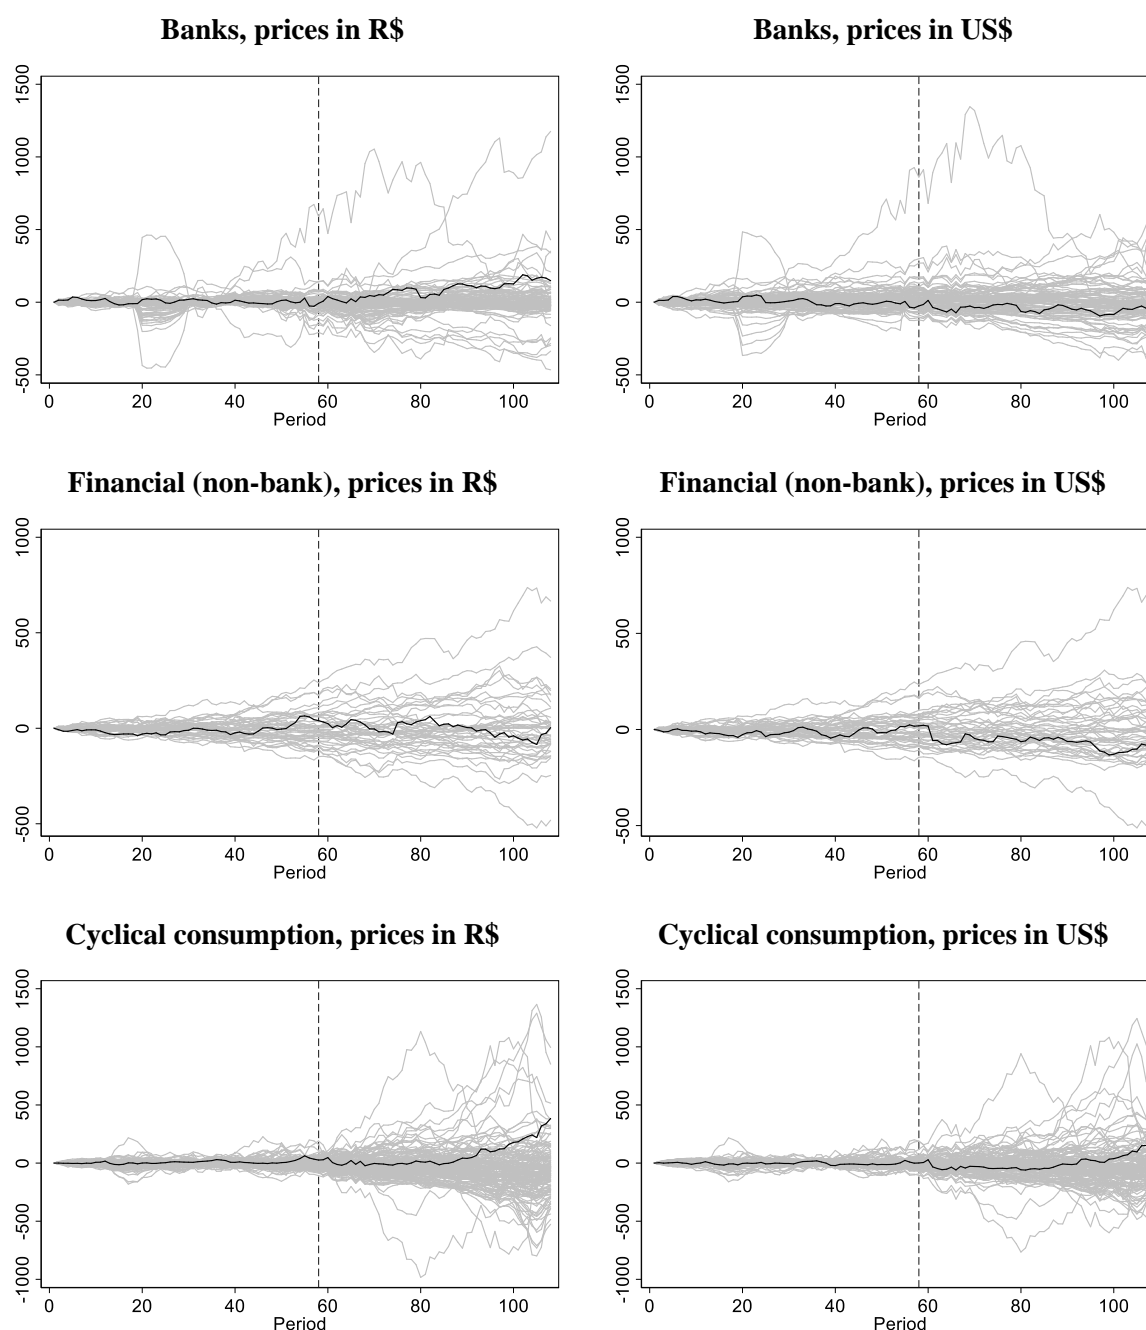 Banks, prices in R$
Banks, prices in US$
1500
1000
500
0
-500
0 20 40 60 80 100
Period
1500
1000
500
0
-500
0 20 40 60 80 100
Period
Financial (non-bank), prices in R$
Financial (non-bank), prices in US$
1000
500
0
-500
0 20 40 60 80 100
Period
1000
500
0
-500
0 20 40 60 80 100
Period
Cyclical consumption, prices in R$
Cyclical consumption, prices in US$
1500
1000
500
0
-500
-1000
0 20 40 60 80 100
Period
1500
1000
500
0
-500
-1000
0 20 40 60 80 100
Period